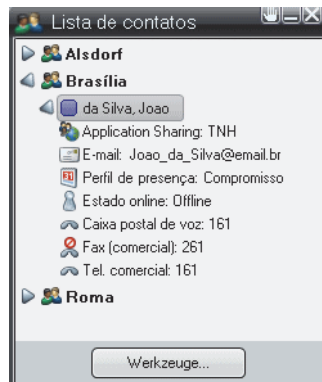 Lista de contatos
Alsdorf
Brasília
da Silva, Joao
Application Sharing: TNH
E-mail: Joao_da_Silva@email.br
Perfil de presença: Compromisso
Estado online: Offline
Caixa postal de voz: 161
Fax (comercial): 261
Tel. comercial: 161
Roma
Werkzeuge...